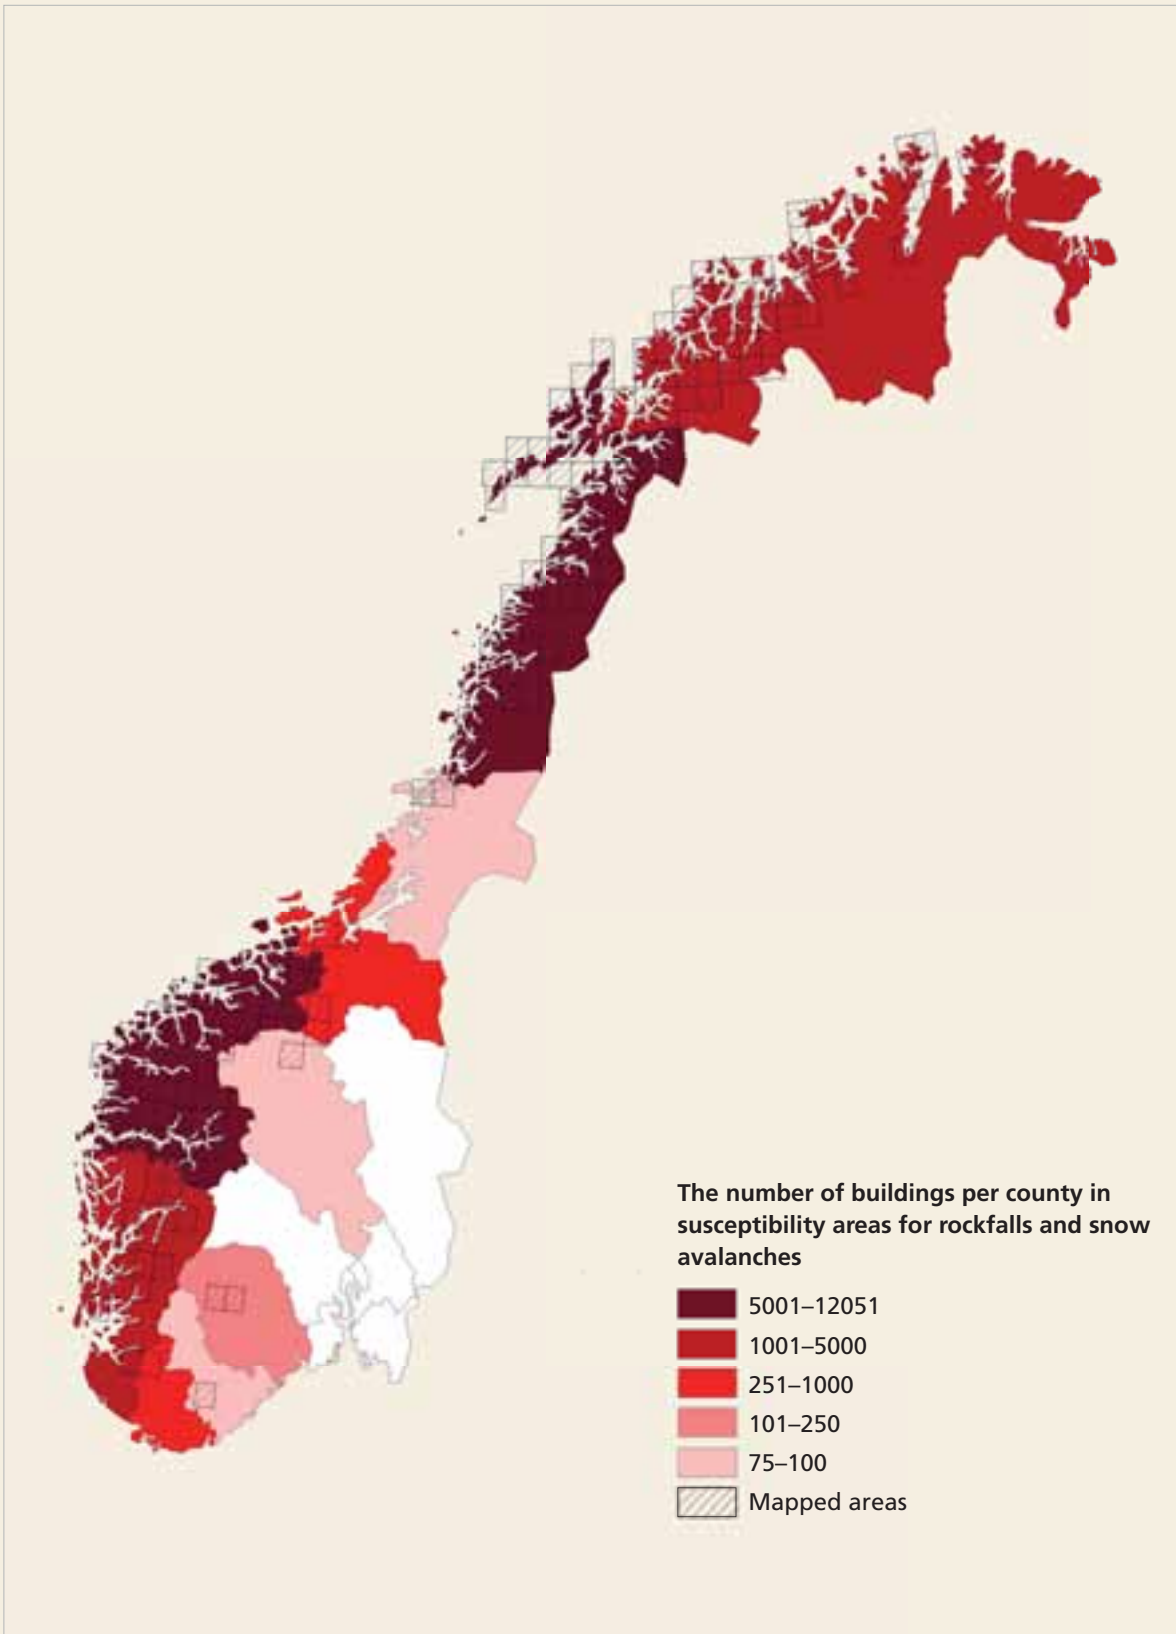 The number of buildings per county in
susceptibility areas for rockfalls and snow
avalanches
5001–12051
1001–5000
251–1000
101–250
75–100
Mapped areas